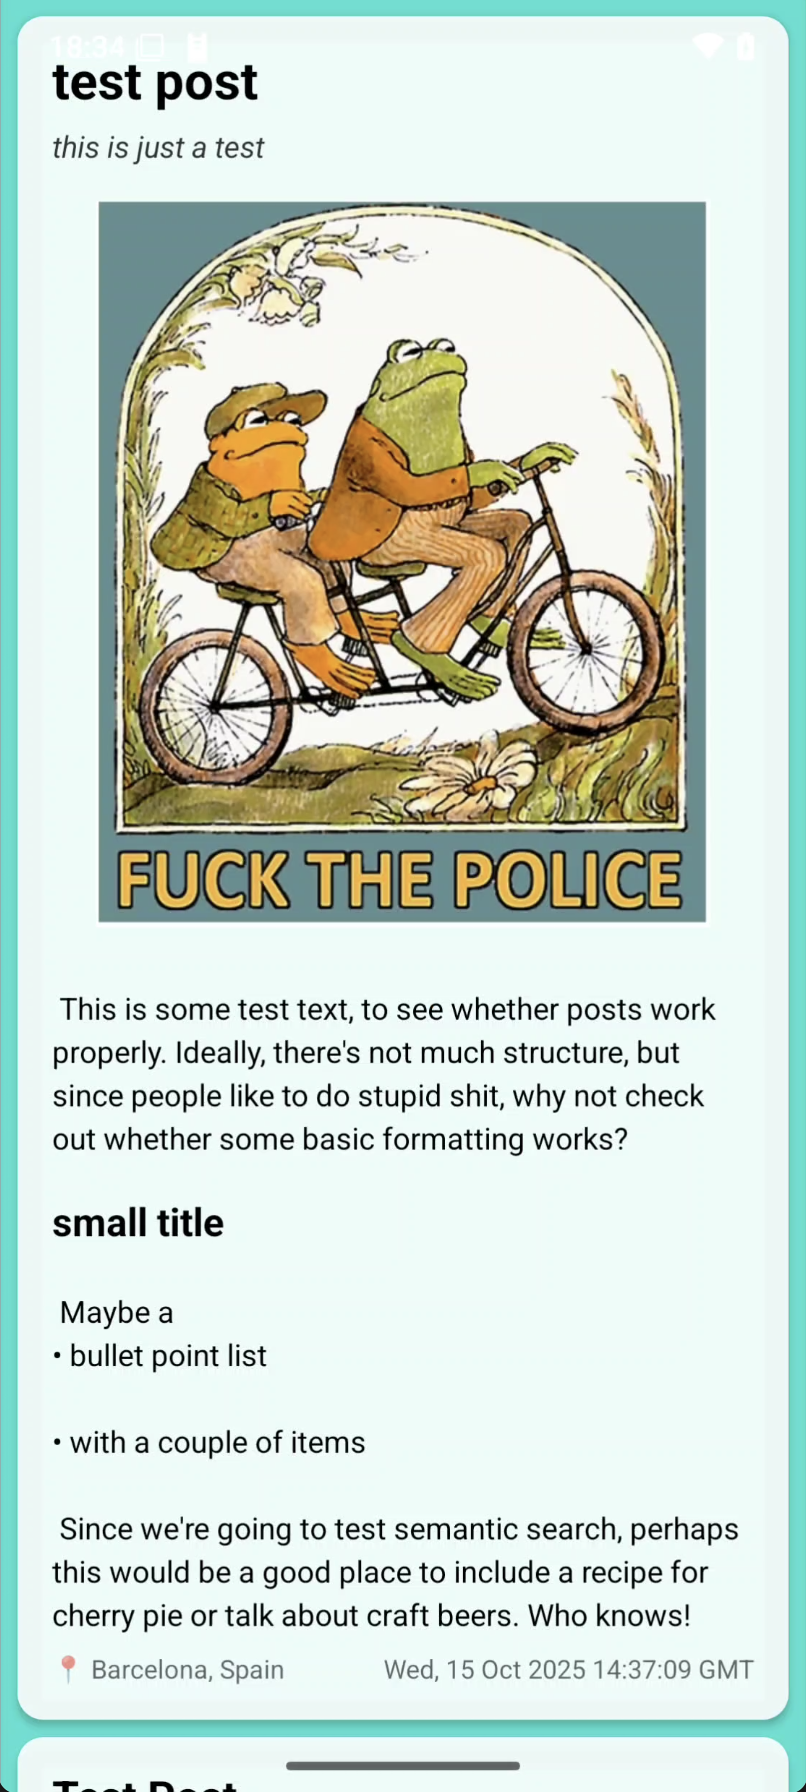 18:34
test post
this is just a test
FUCK THE POLICE
This is some test text, to see whether posts work
properly. Ideally, there's not much structure, but
since people like to do stupid shit, why not check
out whether some basic formatting works?
small title
Maybe a
• bullet point list
• with a couple of items
Since we're going to test semantic search, perhaps
this would be a good place to include a recipe for
cherry pie or talk about craft beers. Who knows!
📍 Barcelona, Spain
Wed, 15 Oct 2025 14:37:09 GMT
Test Post